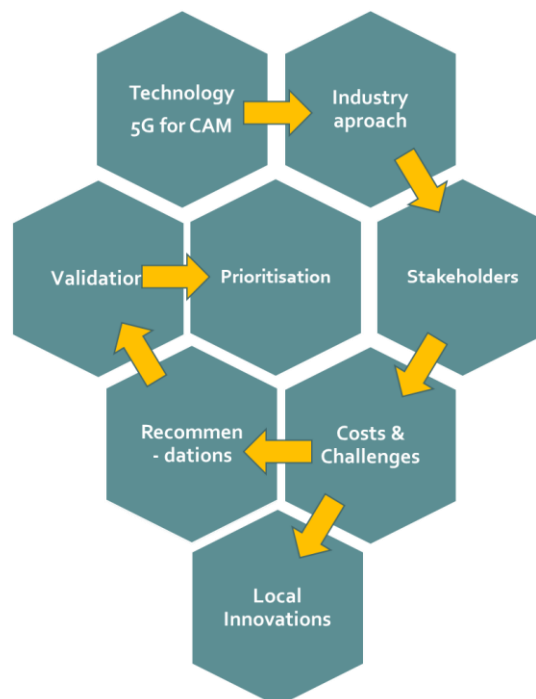 Technology
5G for CAM
Industry
aproach
Validation
Prioritisation
Stakeholders
Recommen
- dations
Costs &
Challenges
Local
Innovations